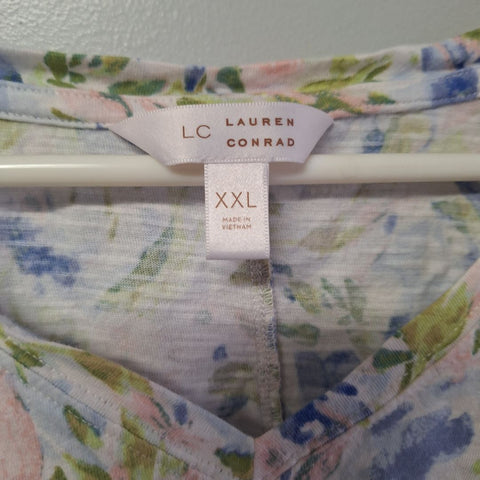 LC LAUREN
CONRAD
XXL
MADE IN
VIETNAM